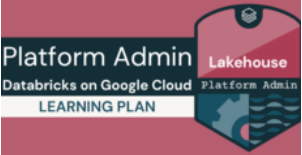 Platform Admin
Databricks on Google Cloud
LEARNING PLAN
Lakehouse
Platform Admin